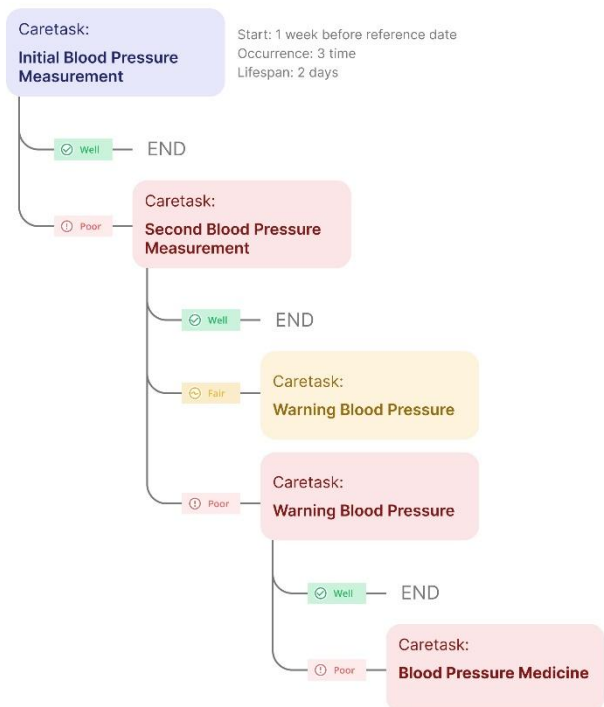 Caretask:
Initial Blood Pressure
Measurement
Start: 1 week before reference date
Occurrence: 3 time
Lifespan: 2 days
Well
END
Poor
Caretask:
Second Blood Pressure
Measurement
Well
END
Fair
Caretask:
Warning Blood Pressure
Poor
Caretask:
Warning Blood Pressure
Well
END
Poor
Caretask:
Blood Pressure Medicine